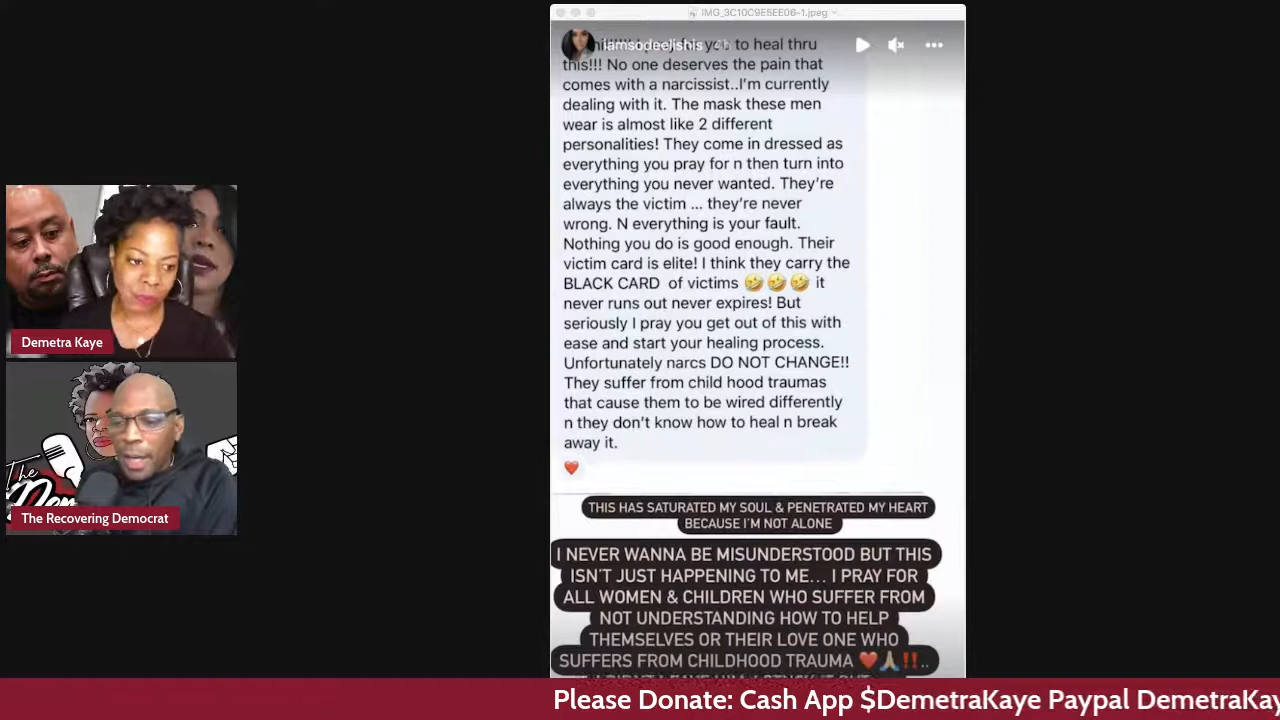 IMG_3C10C9E5EE06-1.jpeg
iamsodeelishis 4h
to heal thru
this!!! No one deserves the pain that
comes with a narcissist..I'm currently
dealing with it. The mask these men
wear is almost like 2 different
personalities! They come in dressed as
everything you pray for n then turn into
everything you never wanted. They're
always the victim ... they're never
wrong. N everything is your fault.
Nothing you do is good enough. Their
victim card is elite! I think they carry the
BLACK CARD of victims 🤣🤣🤣 it
never runs out never expires! But
seriously I pray you get out of this with
ease and start your healing process.
Unfortunately narcs DO NOT CHANGE!!
They suffer from child hood traumas
that cause them to be wired differently
n they don't know how to heal n break
away it.
❤️
THIS HAS SATURATED MY SOUL & PENETRATED MY HEART
BECAUSE I'M NOT ALONE
I NEVER WANNA BE MISUNDERSTOOD BUT THIS
ISN'T JUST HAPPENING TO ME... I PRAY FOR
ALL WOMEN & CHILDREN WHO SUFFER FROM
NOT UNDERSTANDING HOW TO HELP
THEMSELVES OR THEIR LOVE ONE WHO
SUFFERS FROM CHILDHOOD TRAUMA ❤️🙏🏼‼️..
Demetra Kaye
The
The Recovering Democrat
Please Donate: Cash App $DemetraKaye Paypal DemetraKay